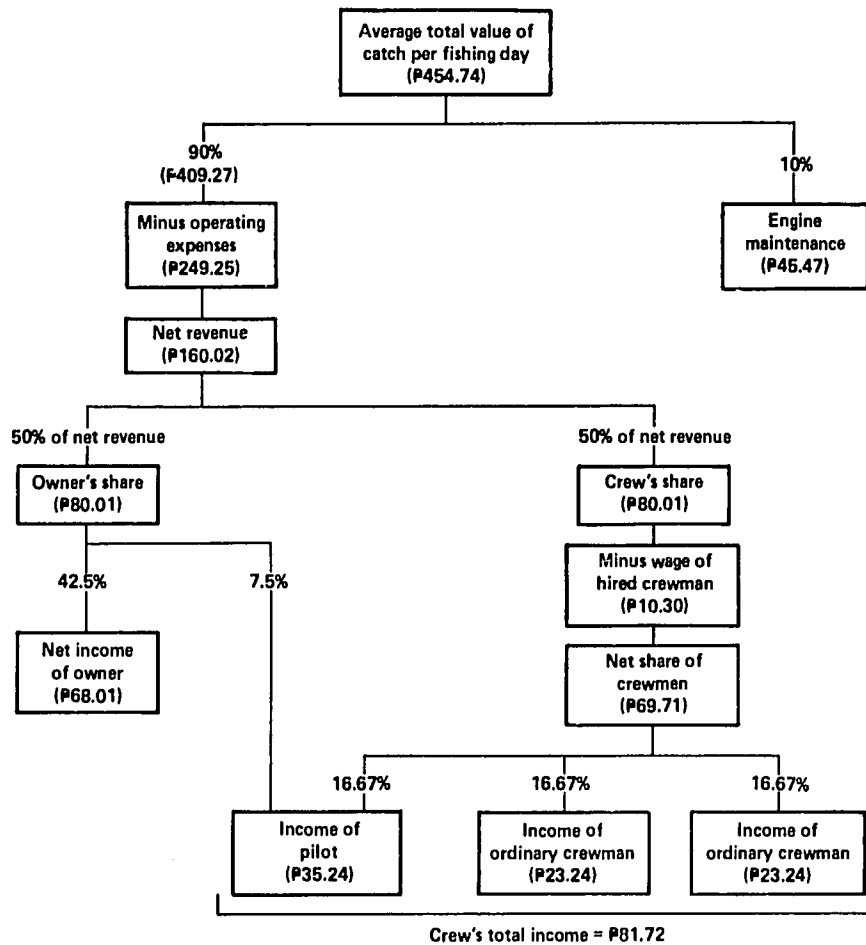 Average total value of
catch per fishing day
(₱454.74)
90%
(₱409.27)
10%
Minus operating
expenses
(₱249.25)
Engine
maintenance
(₱45.47)
Net revenue
(₱160.02)
50% of net revenue
50% of net revenue
Owner's share
(₱80.01)
Crew's share
(₱80.01)
Minus wage of
hired crewman
(₱10.30)
42.5%
7.5%
Net income
of owner
(₱68.01)
Net share of
crewmen
(₱69.71)
16.67%
16.67%
16.67%
Income of
pilot
(₱35.24)
Income of
ordinary crewman
(₱23.24)
Income of
ordinary crewman
(₱23.24)
Crew's total income = ₱81.72